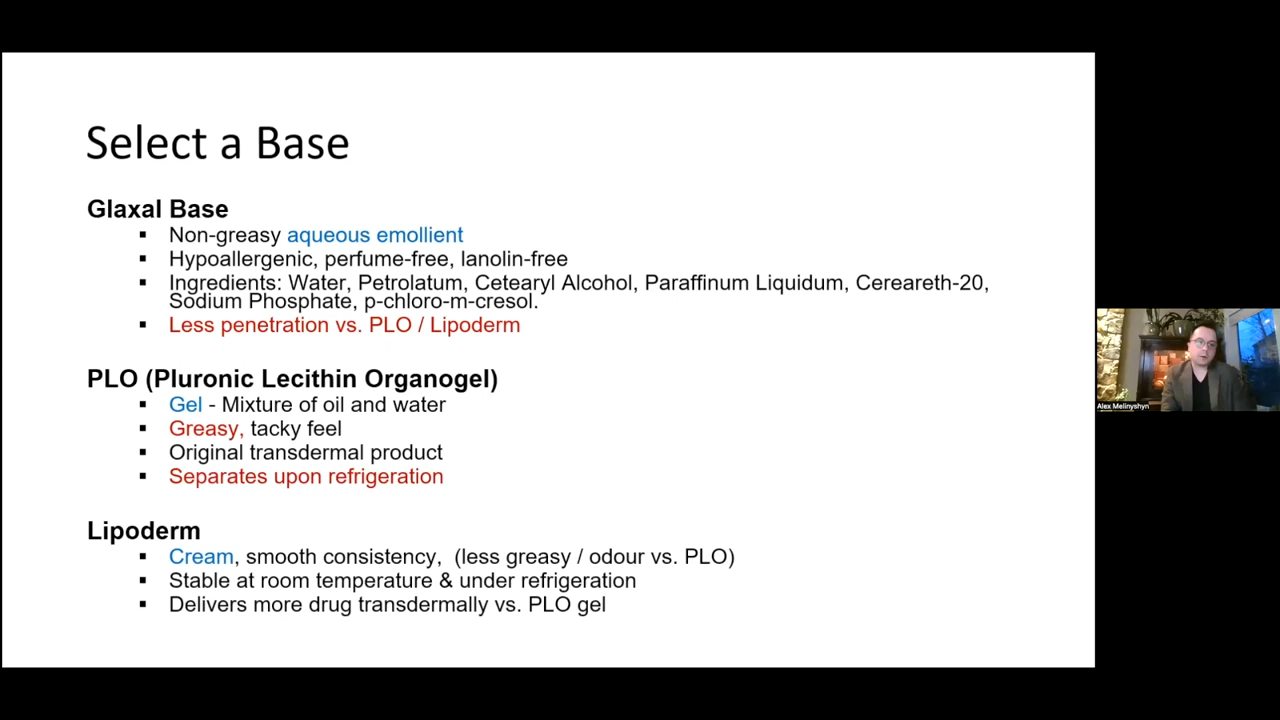 Select a Base
Glaxal Base
▪ Non-greasy aqueous emollient
▪ Hypoallergenic, perfume-free, lanolin-free
▪ Ingredients: Water, Petrolatum, Cetearyl Alcohol, Paraffinum Liquidum, Cereareth-20,
Sodium Phosphate, p-chloro-m-cresol.
▪ Less penetration vs. PLO / Lipoderm
PLO (Pluronic Lecithin Organogel)
▪ Gel - Mixture of oil and water
▪ Greasy, tacky feel
▪ Original transdermal product
▪ Separates upon refrigeration
Lipoderm
▪ Cream, smooth consistency, (less greasy / odour vs. PLO)
▪ Stable at room temperature & under refrigeration
▪ Delivers more drug transdermally vs. PLO gel
Alex Melinyshyn